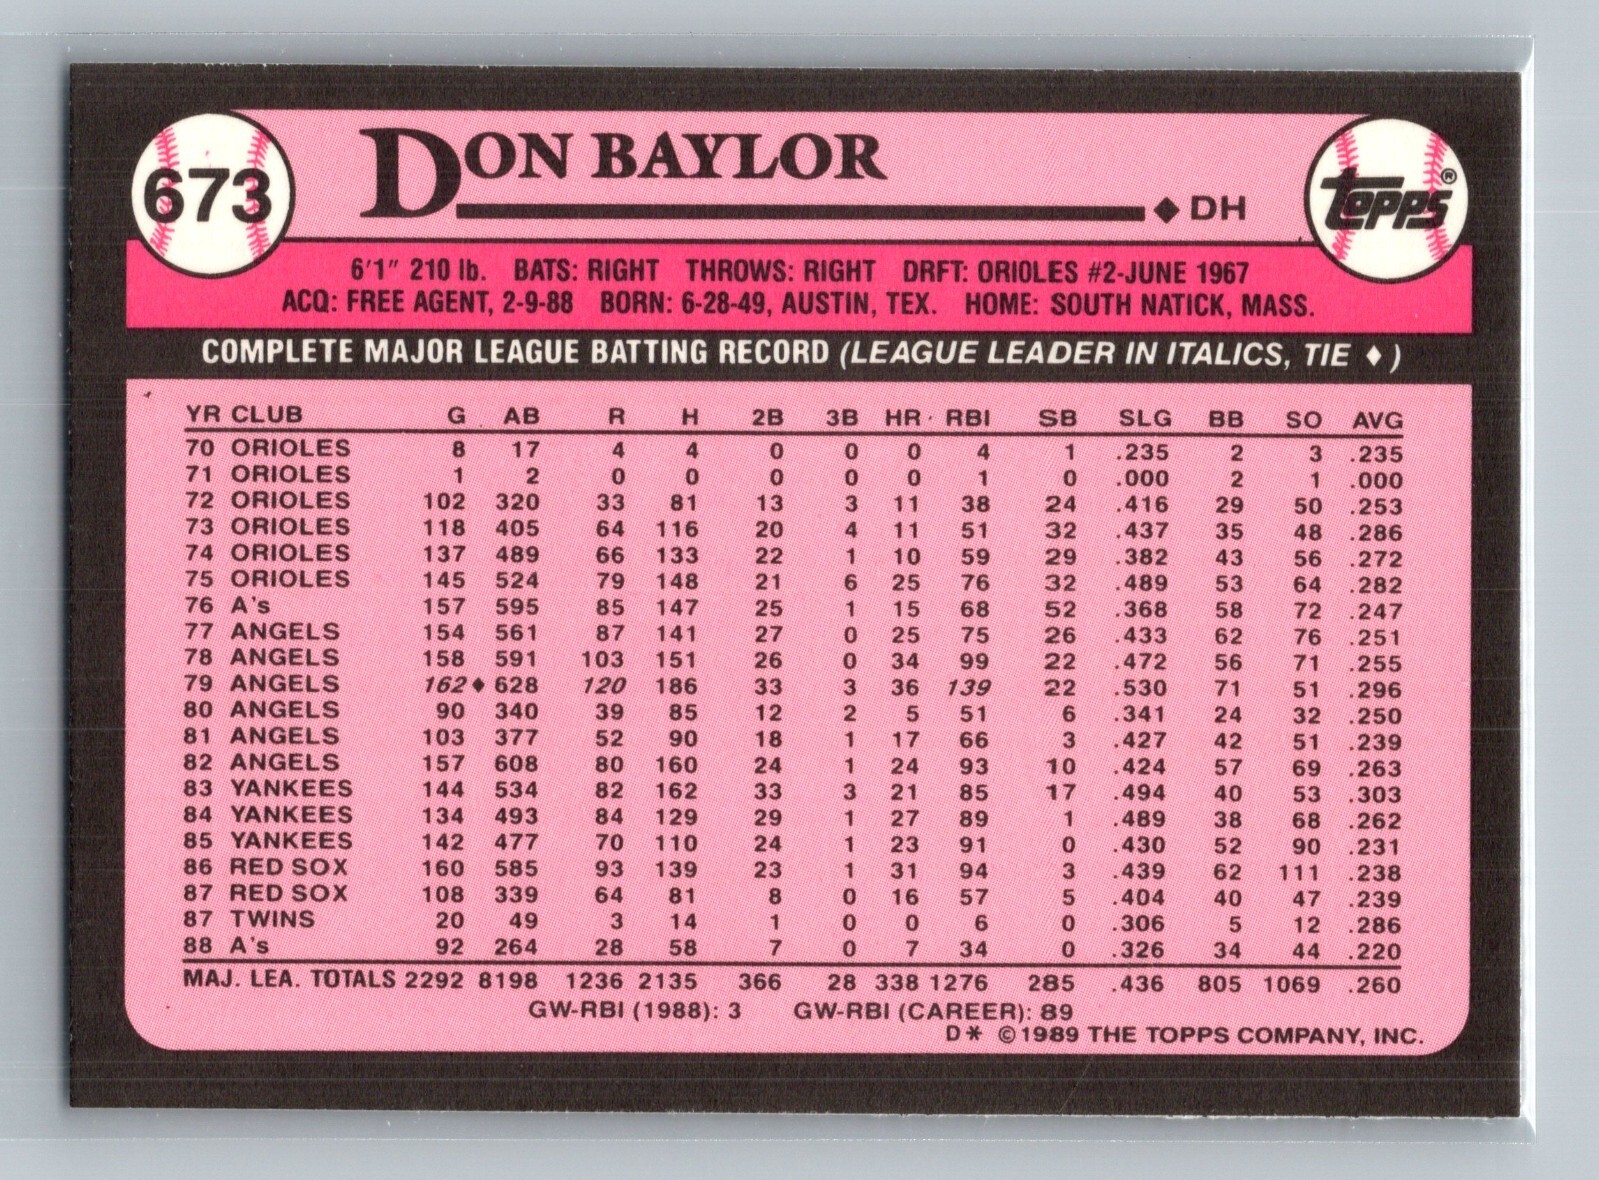 673
DON BAYLOR
◆ DH
TOPPS®
6'1" 210 lb. BATS: RIGHT THROWS: RIGHT DRFT: ORIOLES #2-JUNE 1967
ACQ: FREE AGENT, 2-9-88 BORN: 6-28-49, AUSTIN, TEX. HOME: SOUTH NATICK, MASS.
COMPLETE MAJOR LEAGUE BATTING RECORD (LEAGUE LEADER IN ITALICS, TIE ♦ )
YR CLUB G AB R H 2B 3B HR RBI SB SLG BB SO AVG
70 ORIOLES 8 17 4 4 0 0 0 4 1 .235 2 3 .235
71 ORIOLES 1 2 0 0 0 0 0 1 0 .000 2 1 .000
72 ORIOLES 102 320 33 81 13 3 11 38 24 .416 29 50 .253
73 ORIOLES 118 405 64 116 20 4 11 51 32 .437 35 48 .286
74 ORIOLES 137 489 66 133 22 1 10 59 29 .382 43 56 .272
75 ORIOLES 145 524 79 148 21 6 25 76 32 .489 53 64 .282
76 A's 157 595 85 147 25 1 15 68 52 .368 58 72 .247
77 ANGELS 154 561 87 141 27 0 25 75 26 .433 62 76 .251
78 ANGELS 158 591 103 151 26 0 34 99 22 .472 56 71 .255
79 ANGELS 162♦ 628 120 186 33 3 36 139 22 .530 71 51 .296
80 ANGELS 90 340 39 85 12 2 5 51 6 .341 24 32 .250
81 ANGELS 103 377 52 90 18 1 17 66 3 .427 42 51 .239
82 ANGELS 157 608 80 160 24 1 24 93 10 .424 57 69 .263
83 YANKEES 144 534 82 162 33 3 21 85 17 .494 40 53 .303
84 YANKEES 134 493 84 129 29 1 27 89 1 .489 38 68 .262
85 YANKEES 142 477 70 110 24 1 23 91 0 .430 52 90 .231
86 RED SOX 160 585 93 139 23 1 31 94 3 .439 62 111 .238
87 RED SOX 108 339 64 81 8 0 16 57 5 .404 40 47 .239
87 TWINS 20 49 3 14 1 0 0 6 0 .306 5 12 .286
88 A's 92 264 28 58 7 0 7 34 0 .326 34 44 .220
MAJ. LEA. TOTALS 2292 8198 1236 2135 366 28 338 1276 285 .436 805 1069 .260
GW-RBI (1988): 3 GW-RBI (CAREER): 89
D* ©1989 THE TOPPS COMPANY, INC.